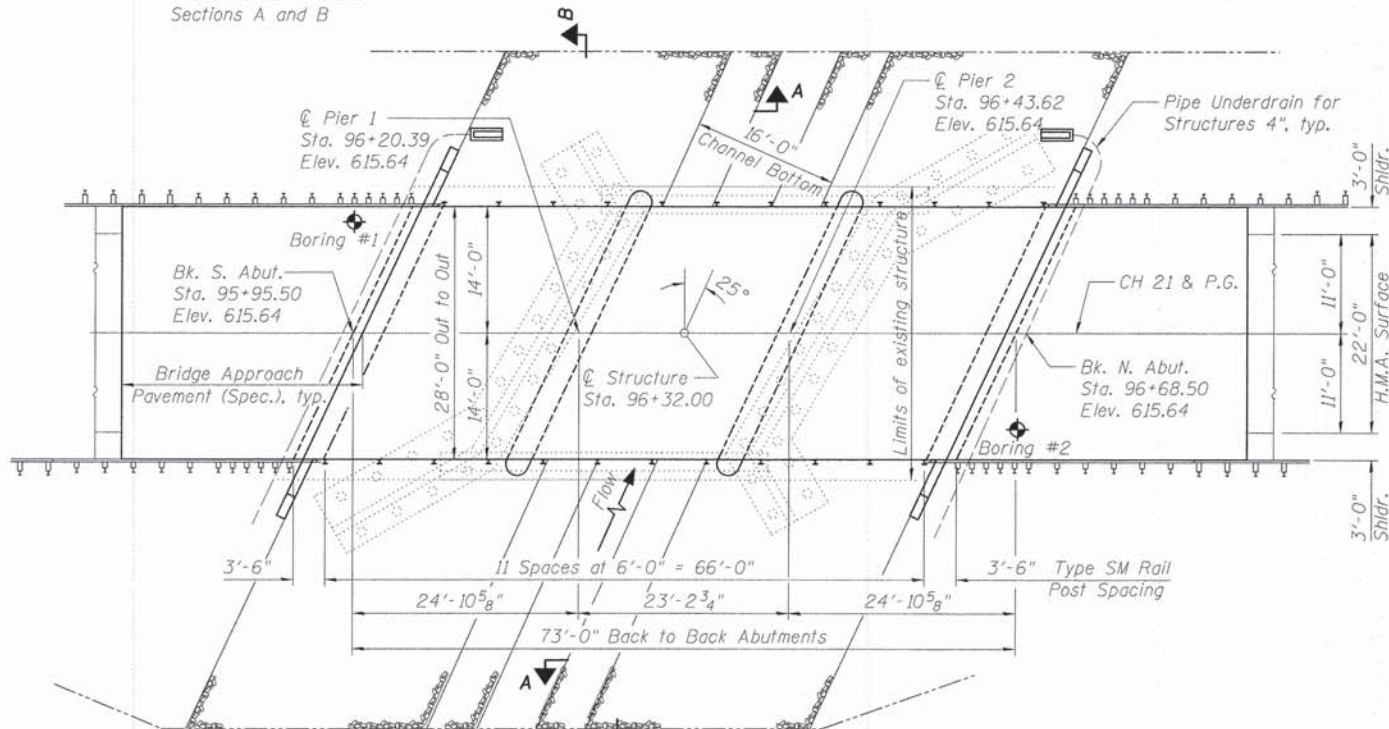 Sections A and B
B
A
℄ Pier 1
Sta. 96+20.39
Elev. 615.64
16'-0"
Channel Bottom
℄ Pier 2
Sta. 96+43.62
Elev. 615.64
Pipe Underdrain for
Structures 4", typ.
3'-0"
Shldr.
Boring #1
Bk. S. Abut.
Sta. 95+95.50
Elev. 615.64
28'-0" Out to Out
14'-0"
14'-0"
25°
℄ Structure
Sta. 96+32.00
Limits of existing structure
CH 21 & P.G.
Bk. N. Abut.
Sta. 96+68.50
Elev. 615.64
11'-0"
11'-0"
22'-0"
H.M.A. Surface
Bridge Approach
Pavement (Spec.), typ.
Boring #2
Flow
3'-0"
Shldr.
3'-6"
11 Spaces at 6'-0" = 66'-0"
3'-6" Type SM Rail
Post Spacing
24'-10⅝"
23'-2¾"
24'-10⅝"
73'-0" Back to Back Abutments
A